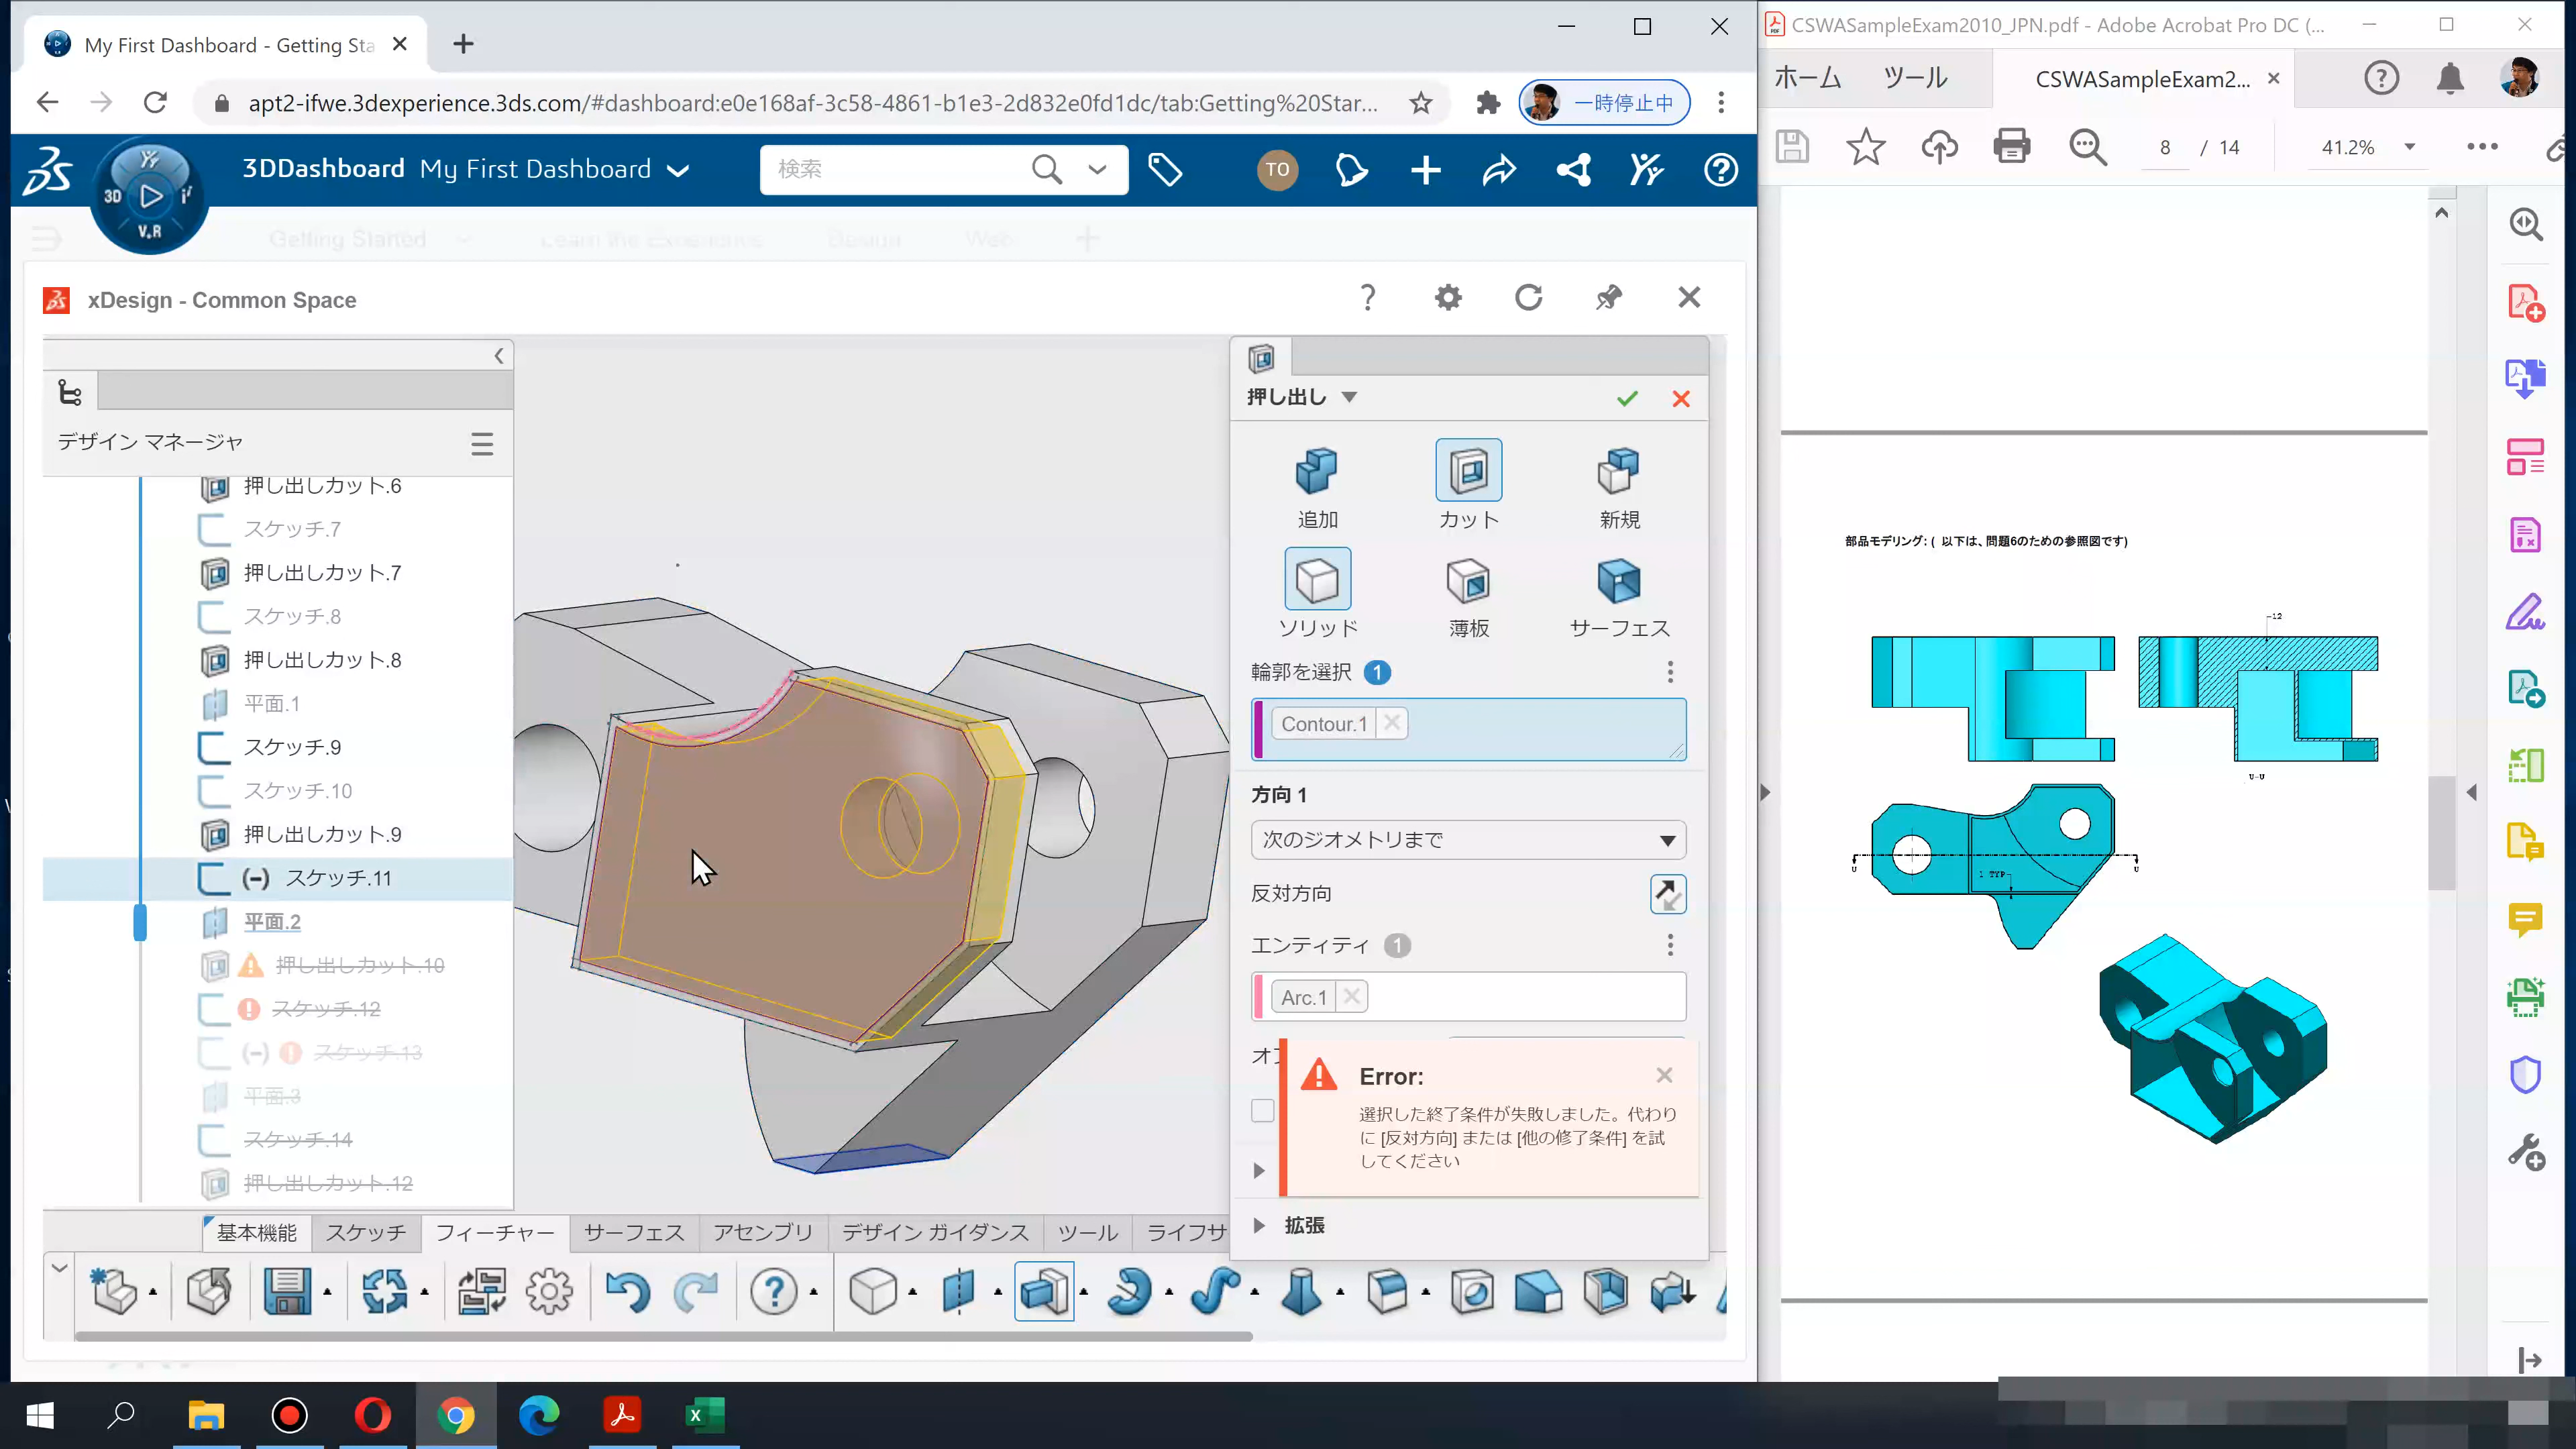 My First Dashboard - Getting Sta
apt2-ifwe.3dexperience.3ds.com/#dashboard:e0e168af-3c58-4861-b1e3-2d832e0fd1dc/tab:Getting%20Star...
一時停止中
3DDashboard My First Dashboard
検索
TO
3D
V.R
Getting Started
Learn the Experience
Design
Web
xDesign - Common Space
デザイン マネージャ
押し出しカット.6
スケッチ.7
押し出しカット.7
スケッチ.8
押し出しカット.8
平面.1
スケッチ.9
スケッチ.10
押し出しカット.9
(-) スケッチ.11
平面.2
押し出しカット.10
スケッチ.12
(-) スケッチ.13
平面.3
スケッチ.14
押し出しカット.12
押し出し
追加
カット
新規
ソリッド
薄板
サーフェス
輪郭を選択 1
Contour.1
方向 1
次のジオメトリまで
反対方向
エンティティ 1
Arc.1
Error:
選択した終了条件が失敗しました。代わり
に [反対方向] または [他の修了条件] を試
してください
拡張
基本機能
スケッチ
フィーチャー
サーフェス
アセンブリ
デザイン ガイダンス
ツール
ライフサ
CSWASampleExam2010_JPN.pdf - Adobe Acrobat Pro DC (...
ホーム
ツール
CSWASampleExam2...
8 / 14
41.2%
部品モデリング: ( 以下は、問題6のための参照図です)
12
U-U
U
U
1 TYP